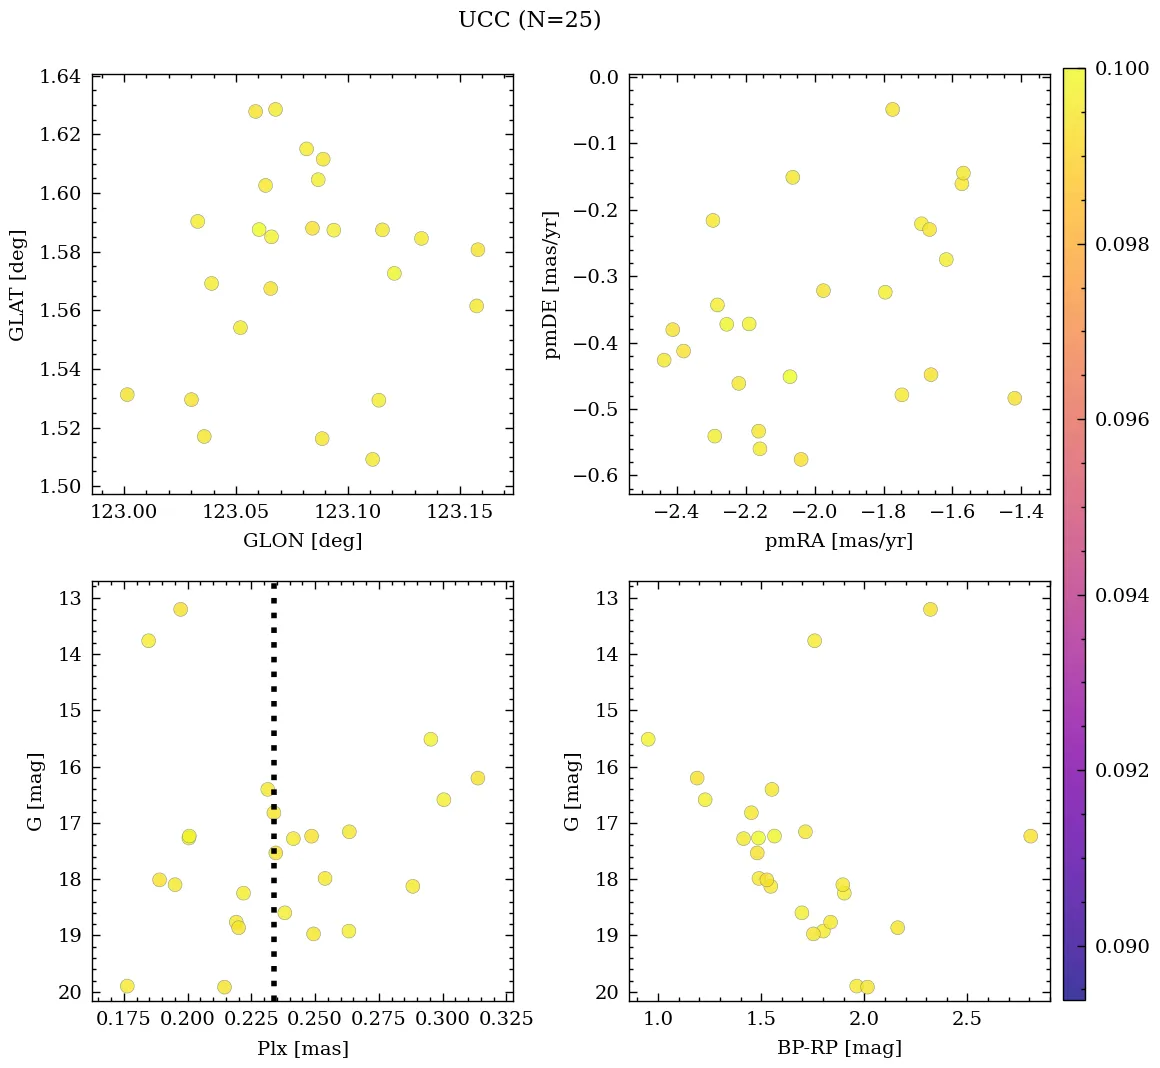 UCC (N=25)
1.64
1.62
1.60
1.58
1.56
1.54
1.52
1.50
GLAT [deg]
123.00 123.05 123.10 123.15
GLON [deg]
0.0
−0.1
−0.2
−0.3
−0.4
−0.5
−0.6
pmDE [mas/yr]
−2.4 −2.2 −2.0 −1.8 −1.6 −1.4
pmRA [mas/yr]
13
14
15
16
17
18
19
20
G [mag]
0.175 0.200 0.225 0.250 0.275 0.300 0.325
Plx [mas]
13
14
15
16
17
18
19
20
G [mag]
1.0 1.5 2.0 2.5
BP-RP [mag]
0.100
0.098
0.096
0.094
0.092
0.090